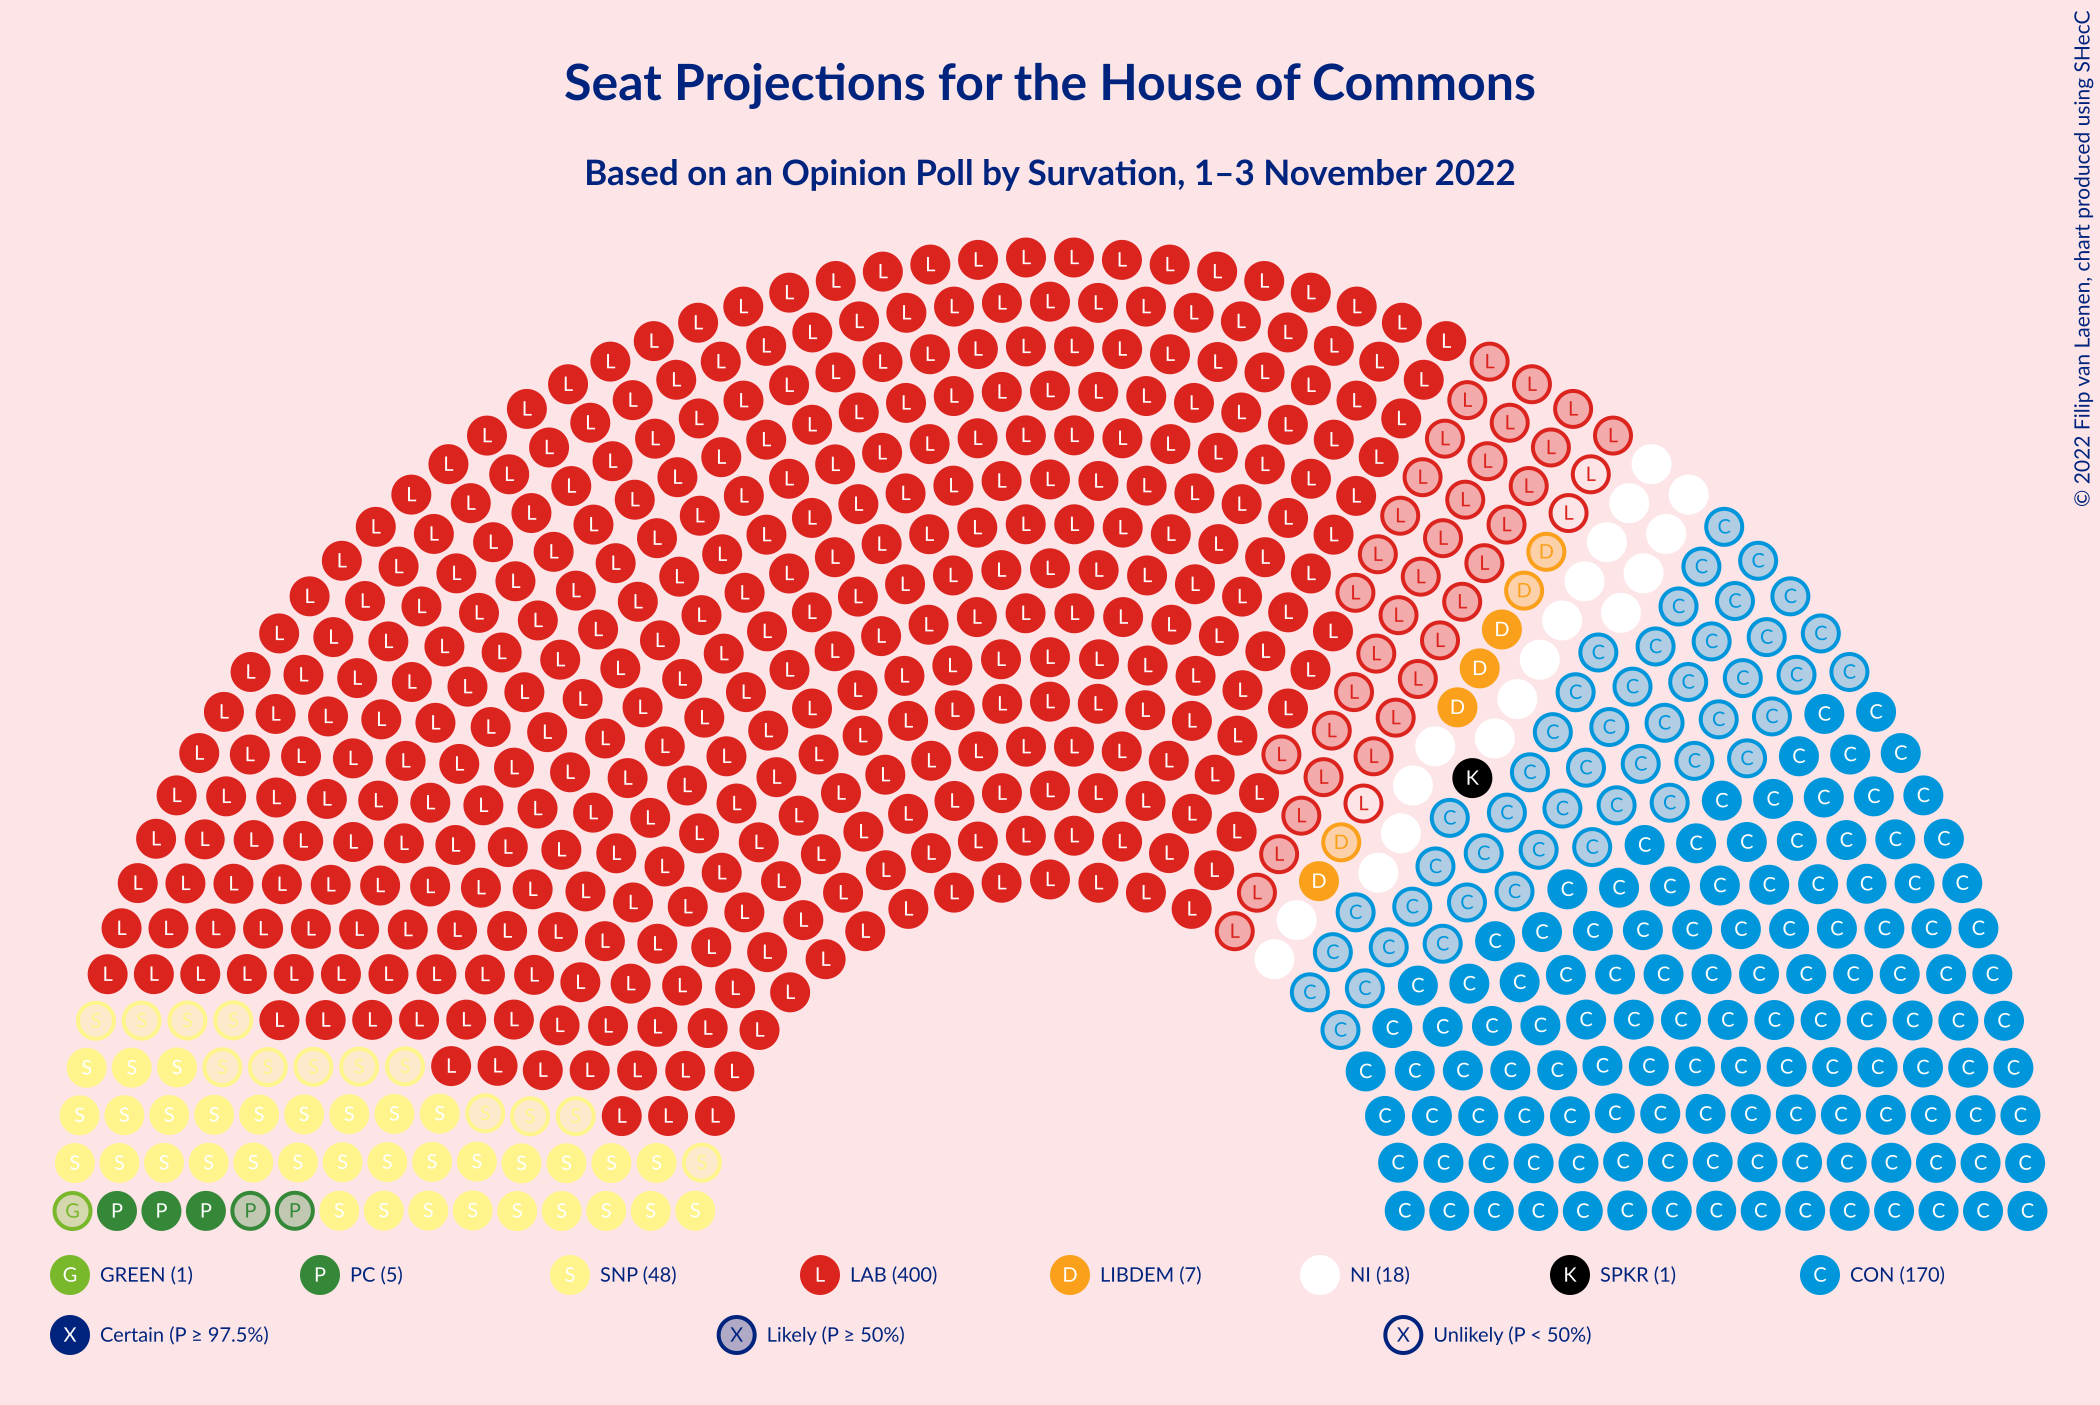 Seat Projections for the House of Commons
Based on an Opinion Poll by Survation, 1–3 November 2022
© 2022 Filip van Laenen, chart produced using SHecC
G GREEN (1)
P PC (5)
S SNP (48)
L LAB (400)
D LIBDEM (7)
NI (18)
K SPKR (1)
C CON (170)
X Certain (P ≥ 97.5%)
X Likely (P ≥ 50%)
X Unlikely (P < 50%)